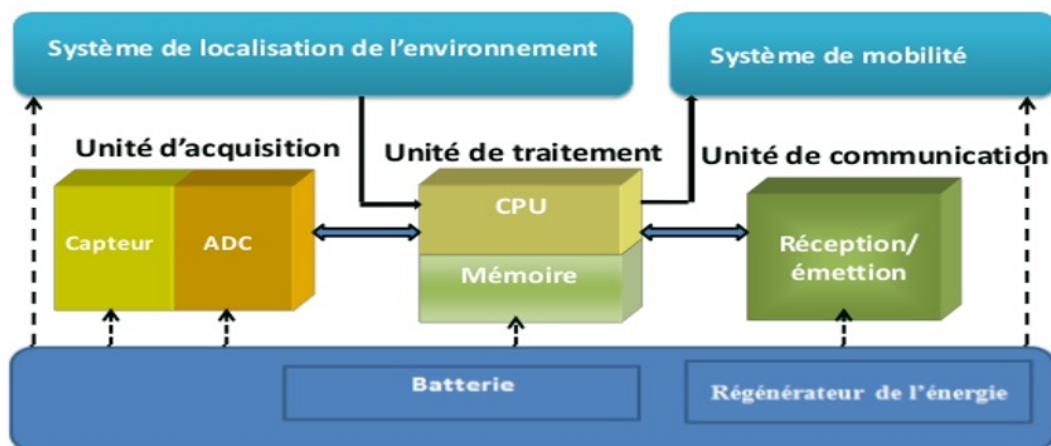 Système de localisation de l'environnement
Système de mobilité
Unité d'acquisition
Unité de traitement
Unité de communication
Capteur
ADC
CPU
Mémoire
Réception/
émettion
Batterie
Régénérateur de l'énergie